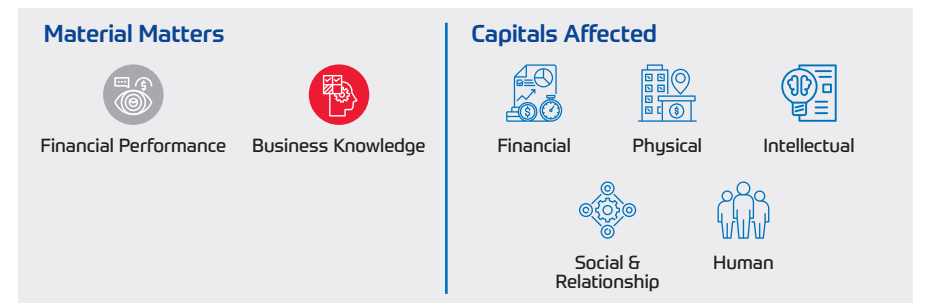 Material Matters
Financial Performance
Business Knowledge
Capitals Affected
Financial
Physical
Intellectual
Social &
Relationship
Human